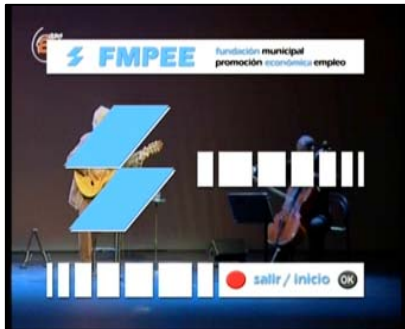 FMPEE
fundación municipal
promoción económica empleo
salir / inicio OK